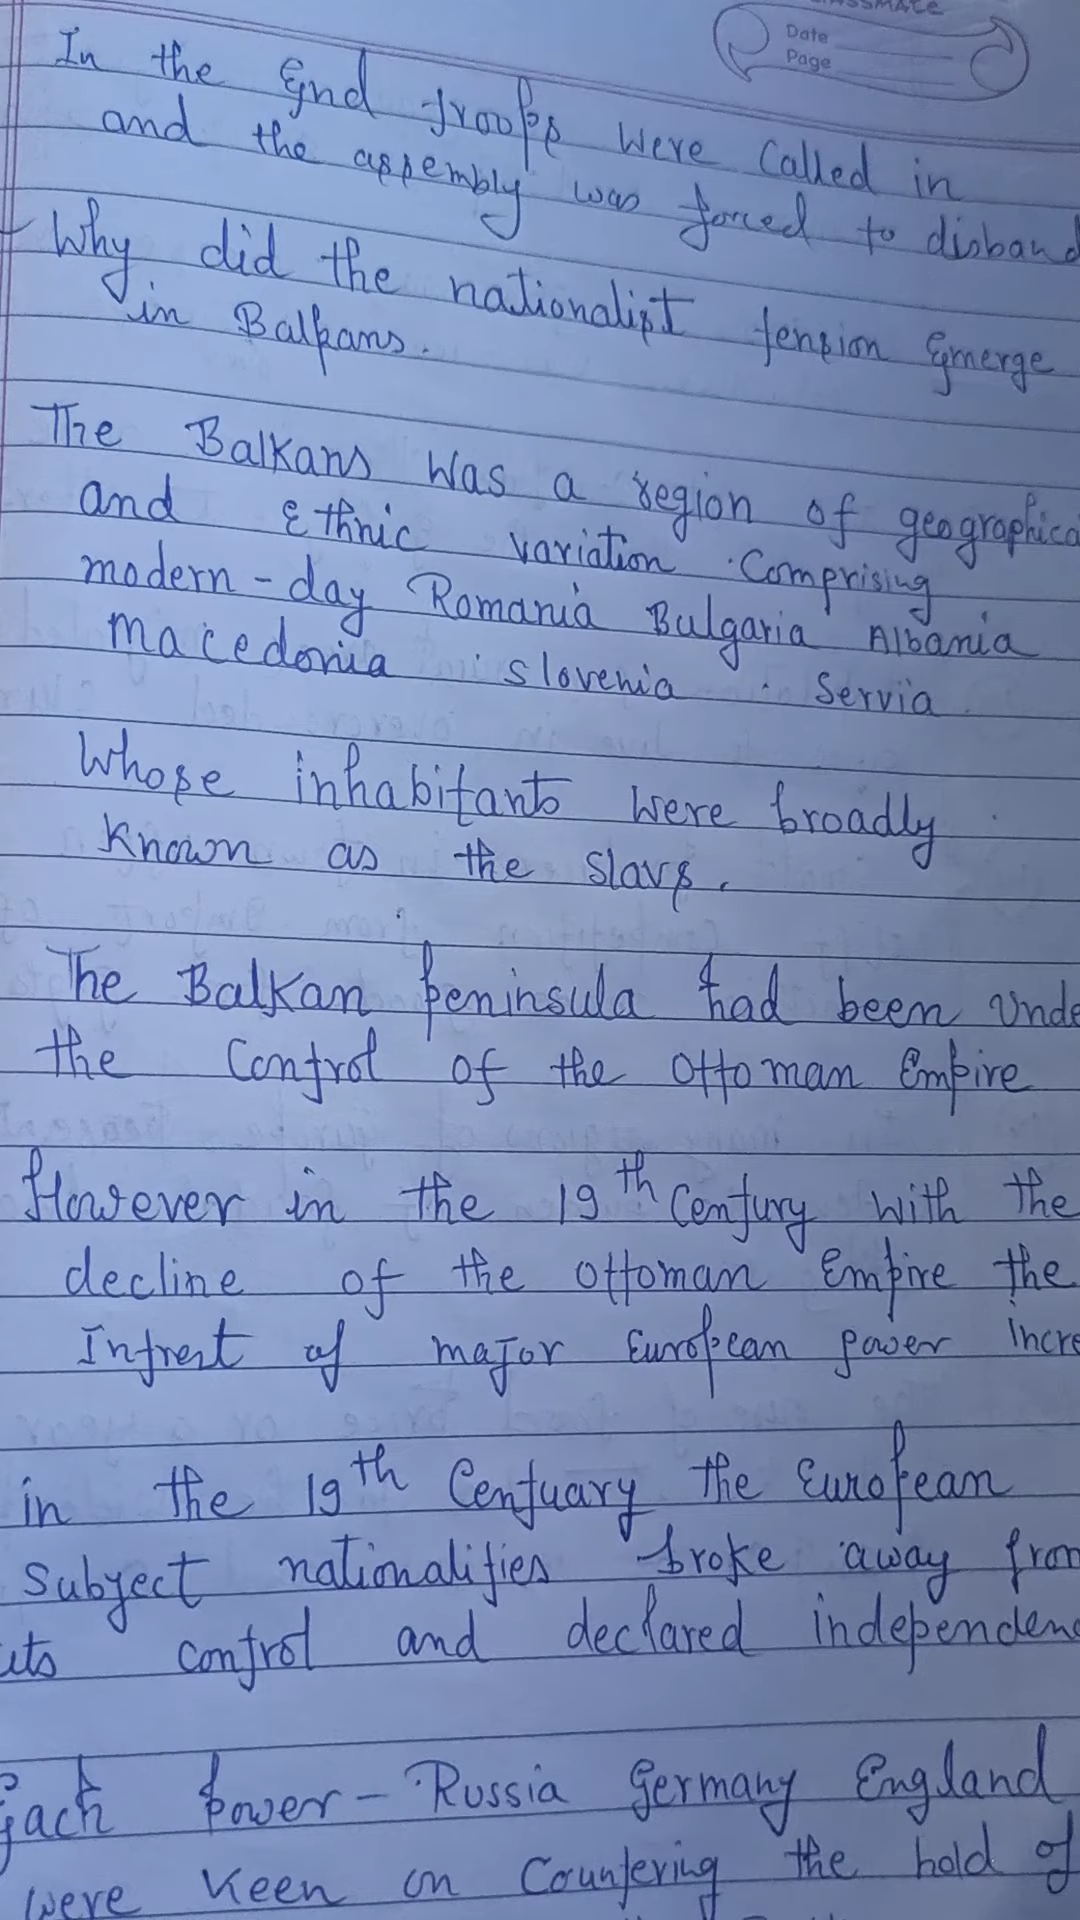 CLASSMATE
Date
Page
In the End troops were called in
and the assembly was forced to disband
Why did the nationalist tension Emerge
in Balkans.
The Balkans was a region of geographica
and Ethnic variation Comprising
modern-day Romania Bulgaria Albania
Macedonia Slovenia Servia
Whose inhabitants were broadly
known as the slavs.
The Balkan peninsula had been Unde
the Control of the Ottoman Empire
However in the 19th Century with the
decline of the Ottoman Empire the
Intrest of major European power incre
in the 19th Centuary the European
Subject nationalities broke away from
its control and declared independenc
Each power - Russia Germany England
were keen on Countering the hold of